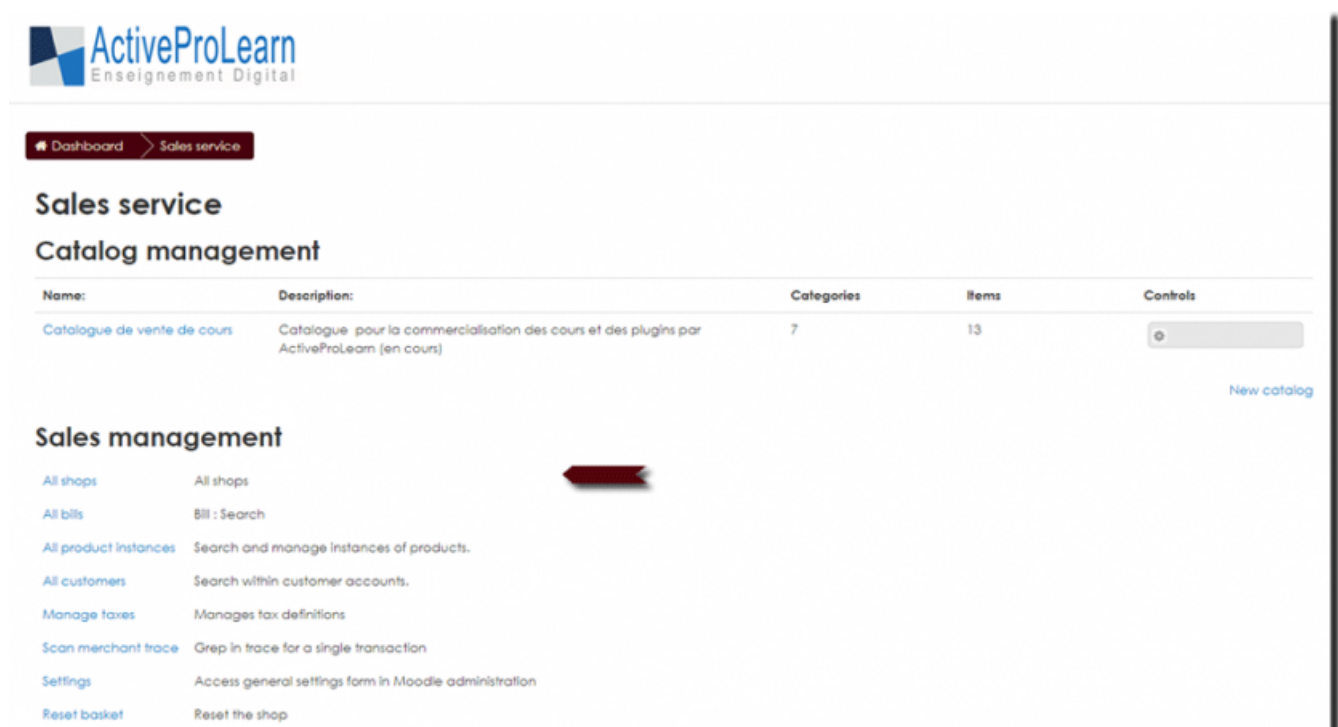 ActiveProLearn
Enseignement Digital
Dashboard Sales service
Sales service
Catalog management
Name: Description: Categories Items Controls
Catalogue de vente de cours Catalogue pour la commercialisation des cours et des plugins par 7 13
ActiveProLearn (en cours)
New catalog
Sales management
All shops All shops
All bills Bill : Search
All product instances Search and manage instances of products.
All customers Search within customer accounts.
Manage taxes Manages tax definitions
Scan merchant trace Grep in trace for a single transaction
Settings Access general settings form in Moodle administration
Reset basket Reset the shop